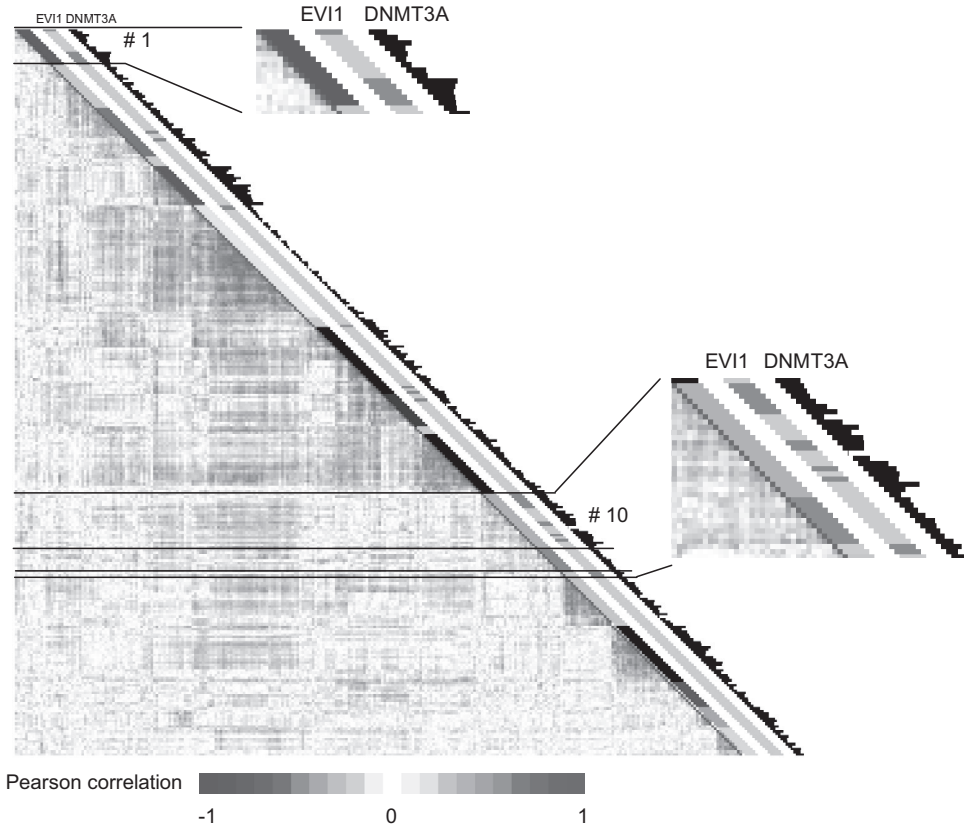 EVI1 DNMT3A
EVI1 DNMT3A
# 1
EVI1 DNMT3A
# 10
Pearson correlation
-1 0 1